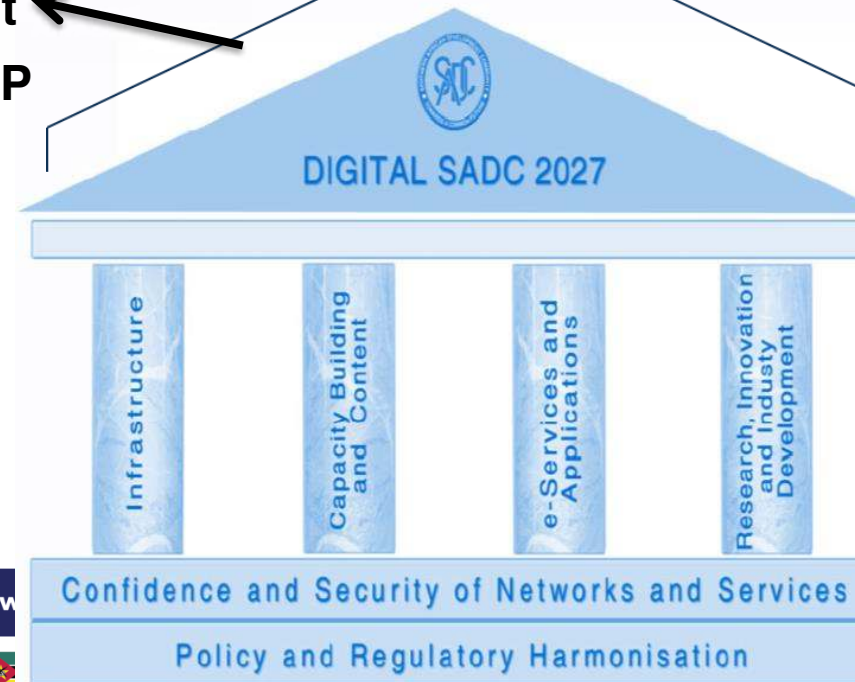 t
P
SADC
DIGITAL SADC 2027
Infrastructure
Capacity Building
and Content
e-Services and
Applications
Research, Innovation
and Industy
Development
Confidence and Security of Networks and Services
Policy and Regulatory Harmonisation
w